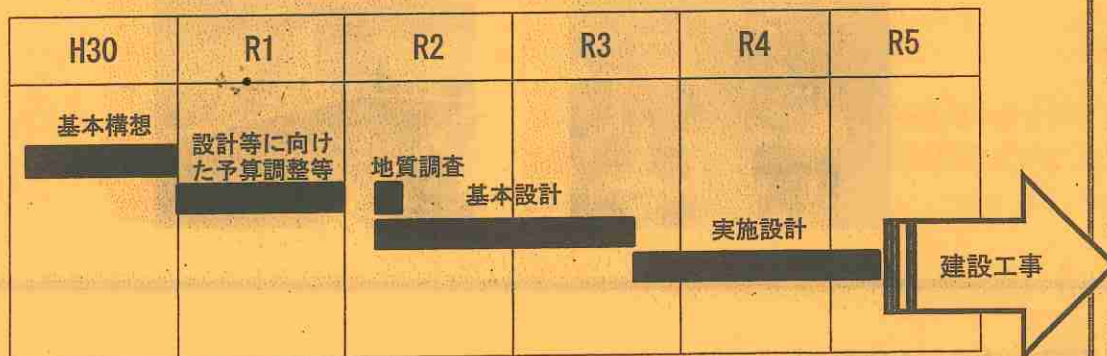 H30 R1 R2 R3 R4 R5
基本構想
設計等に向け
た予算調整等
地質調査
基本設計
実施設計
建設工事